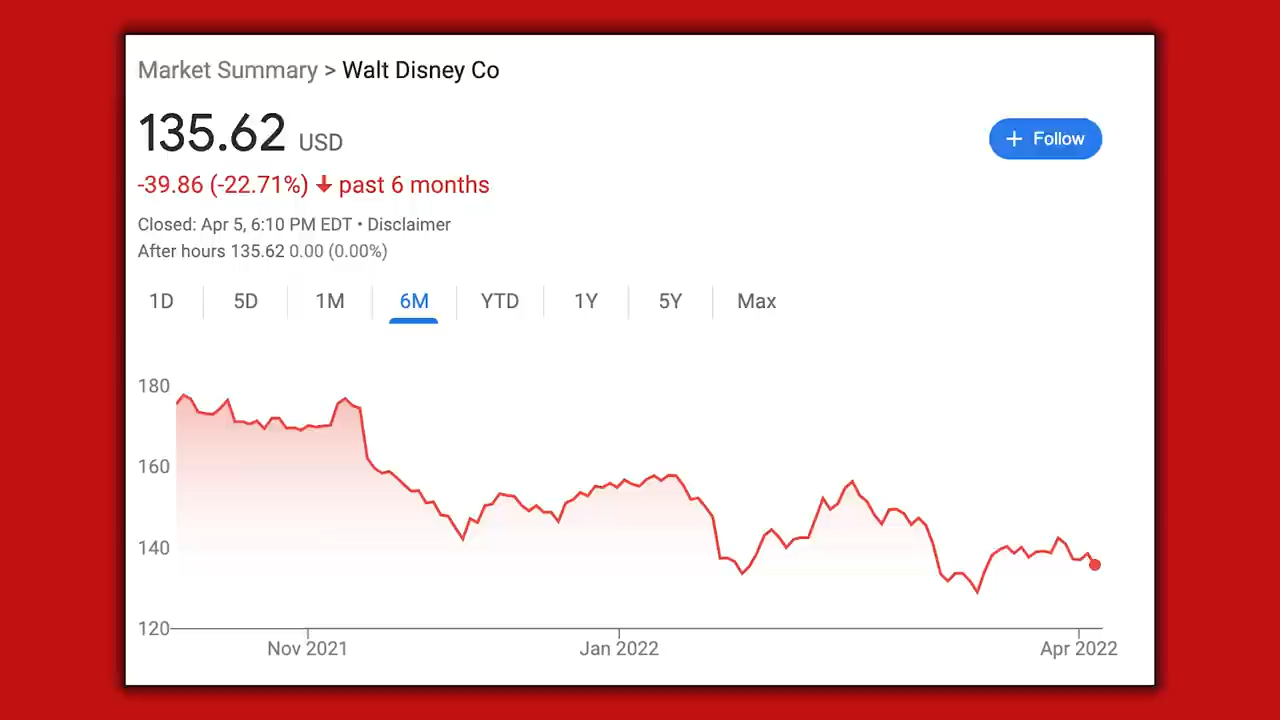 Market Summary > Walt Disney Co
135.62 USD
+ Follow
-39.86 (-22.71%) ↓ past 6 months
Closed: Apr 5, 6:10 PM EDT • Disclaimer
After hours 135.62 0.00 (0.00%)
1D 5D 1M 6M YTD 1Y 5Y Max
180
160
140
120
Nov 2021 Jan 2022 Apr 2022